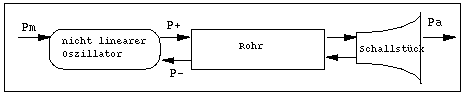 Pm
P+
Pa
nicht linearer
Oszillator
Rohr
Schallstück
P-